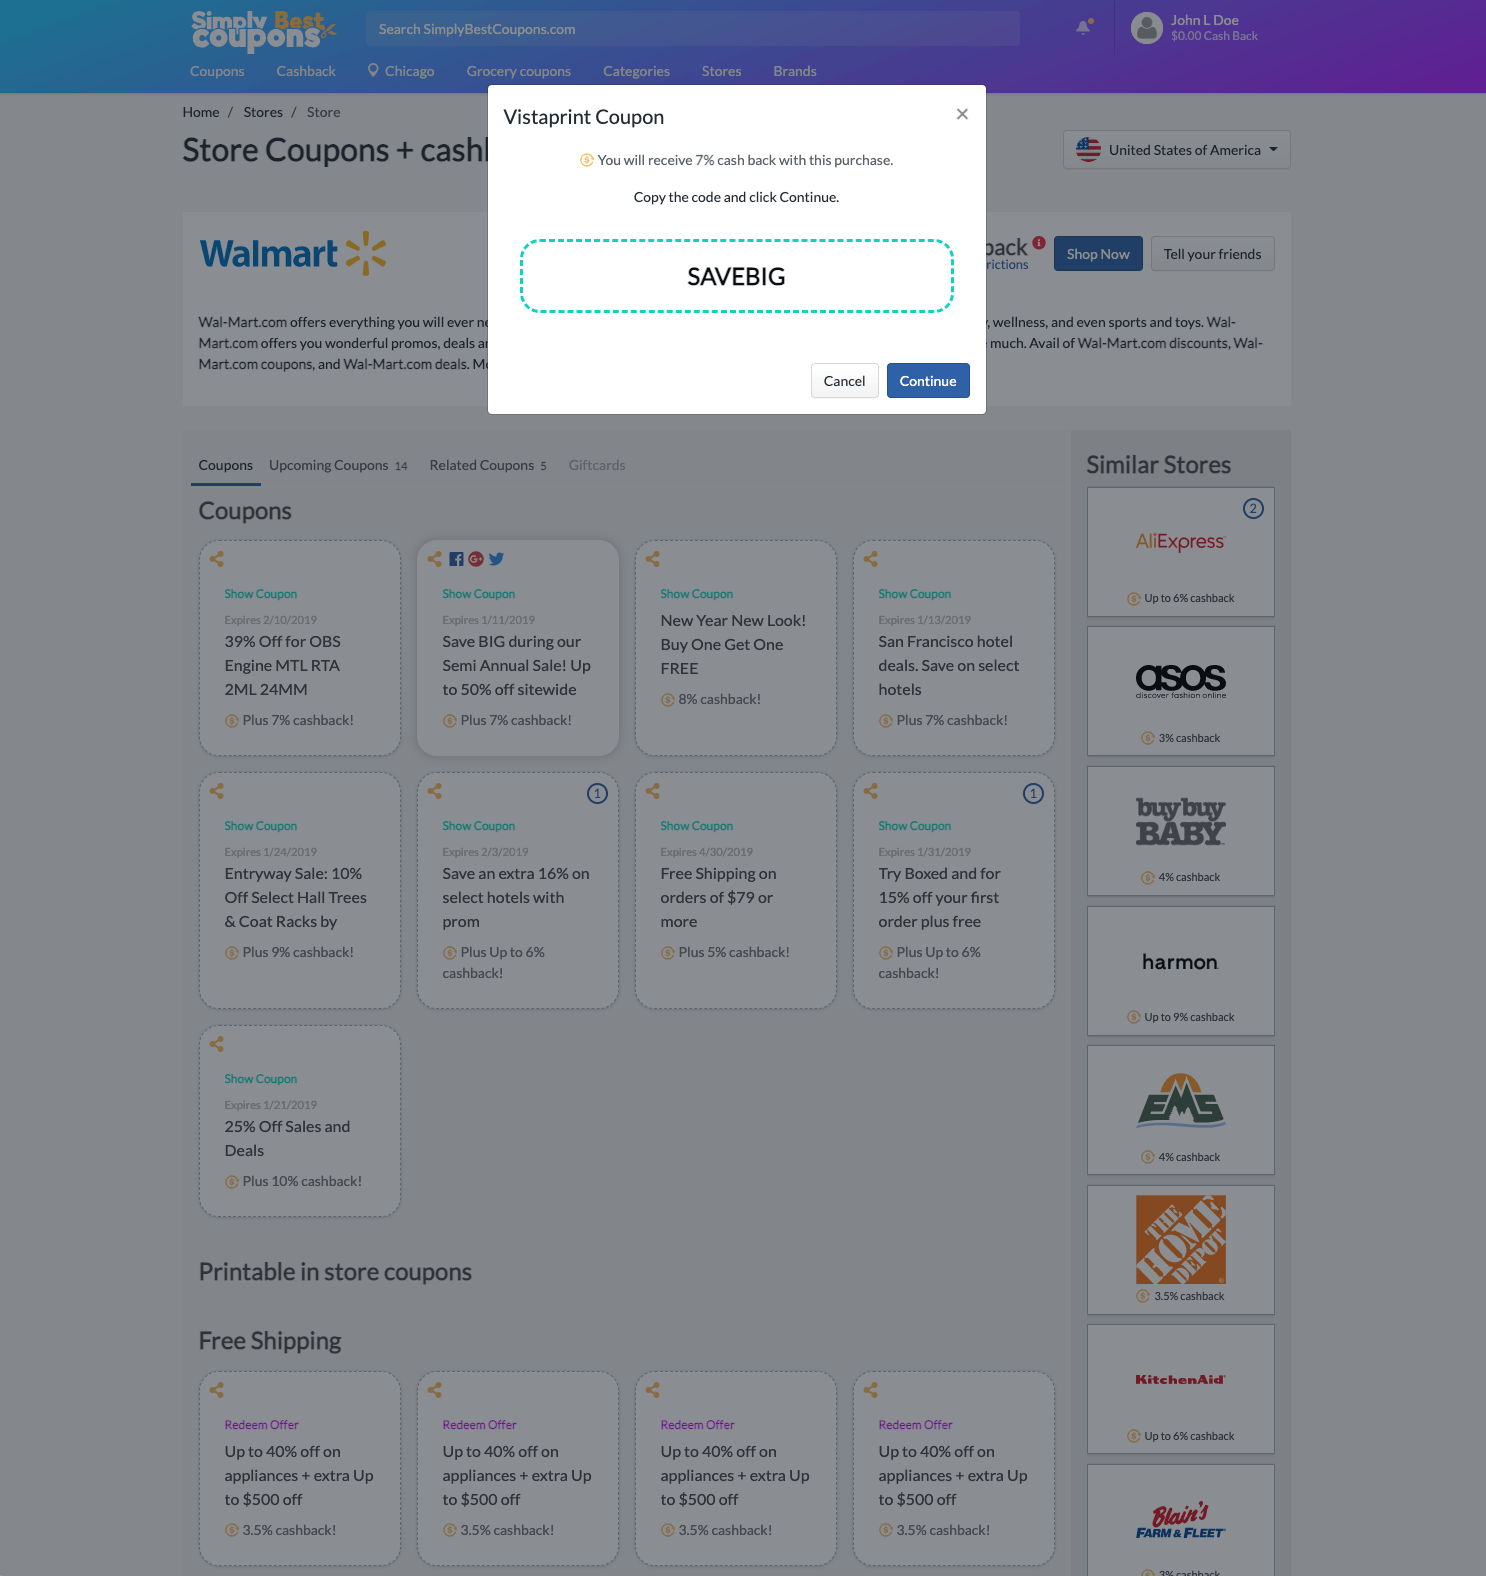 Simply Best
coupons
Search SimplyBestCoupons.com
John L Doe
$0.00 Cash Back
Coupons
Cashback
Chicago
Grocery coupons
Categories
Stores
Brands
Home / Stores / Store
Store Coupons + cash
United States of America
Vistaprint Coupon
×
You will receive 7% cash back with this purchase.
Copy the code and click Continue.
SAVEBIG
Cancel
Continue
Walmart
back
Shop Now
Tell your friends
Wal-Mart.com offers everything you will ever
, wellness, and even sports and toys. Wal-
Mart.com offers you wonderful promos, deals
much. Avail of Wal-Mart.com discounts, Wal-
Mart.com coupons, and Wal-Mart.com deals.
Coupons
Upcoming Coupons 14
Related Coupons 5
Giftcards
Coupons
Show Coupon
Expires 2/10/2019
39% Off for OBS
Engine MTL RTA
2ML 24MM
Plus 7% cashback!
Show Coupon
Expires 1/11/2019
Save BIG during our
Semi Annual Sale! Up
to 50% off sitewide
Plus 7% cashback!
Show Coupon
New Year New Look!
Buy One Get One
FREE
8% cashback!
Show Coupon
Expires 1/13/2019
San Francisco hotel
deals. Save on select
hotels
Plus 7% cashback!
Show Coupon
Expires 1/24/2019
Entryway Sale: 10%
Off Select Hall Trees
& Coat Racks by
Plus 9% cashback!
1
Show Coupon
Expires 2/3/2019
Save an extra 16% on
select hotels with
prom
Plus Up to 6%
cashback!
Show Coupon
Expires 4/30/2019
Free Shipping on
orders of $79 or
more
Plus 5% cashback!
1
Show Coupon
Expires 1/31/2019
Try Boxed and for
15% off your first
order plus free
Plus Up to 6%
cashback!
Show Coupon
Expires 1/21/2019
25% Off Sales and
Deals
Plus 10% cashback!
Printable in store coupons
Free Shipping
Redeem Offer
Up to 40% off on
appliances + extra Up
to $500 off
3.5% cashback!
Redeem Offer
Up to 40% off on
appliances + extra Up
to $500 off
3.5% cashback!
Redeem Offer
Up to 40% off on
appliances + extra Up
to $500 off
3.5% cashback!
Redeem Offer
Up to 40% off on
appliances + extra Up
to $500 off
3.5% cashback!
Similar Stores
2
AliExpress
Up to 6% cashback
asos
discover fashion online
3% cashback
buy buy
BABY
4% cashback
harmon
Up to 9% cashback
EMS
4% cashback
THE
HOME
DEPOT
3.5% cashback
KitchenAid
Up to 6% cashback
Blain's
FARM & FLEET
3% cashback